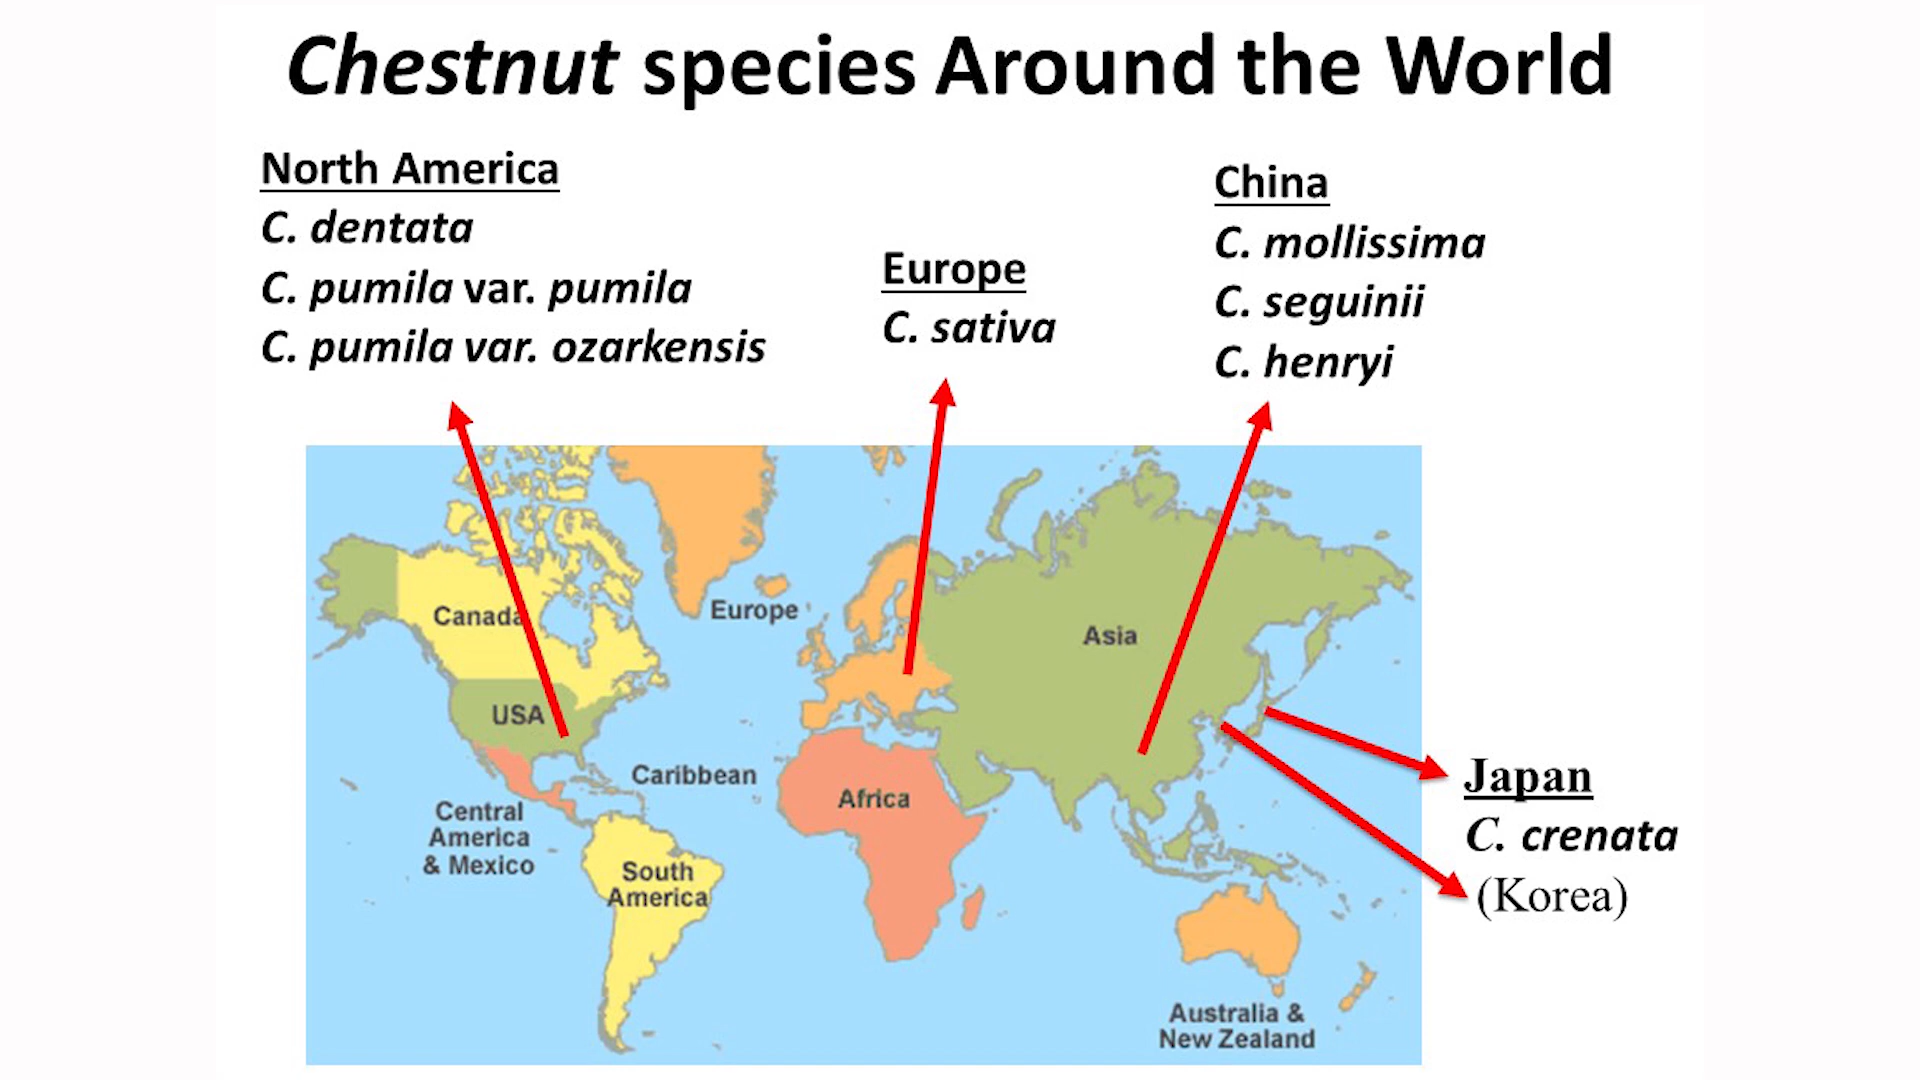 Chestnut species Around the World
North America
C. dentata
C. pumila var. pumila
C. pumila var. ozarkensis
Europe
C. sativa
China
C. mollissima
C. seguinii
C. henryi
Canada
USA
Europe
Asia
Caribbean
Central
America
& Mexico
Africa
South
America
Australia &
New Zealand
Japan
C. crenata
(Korea)